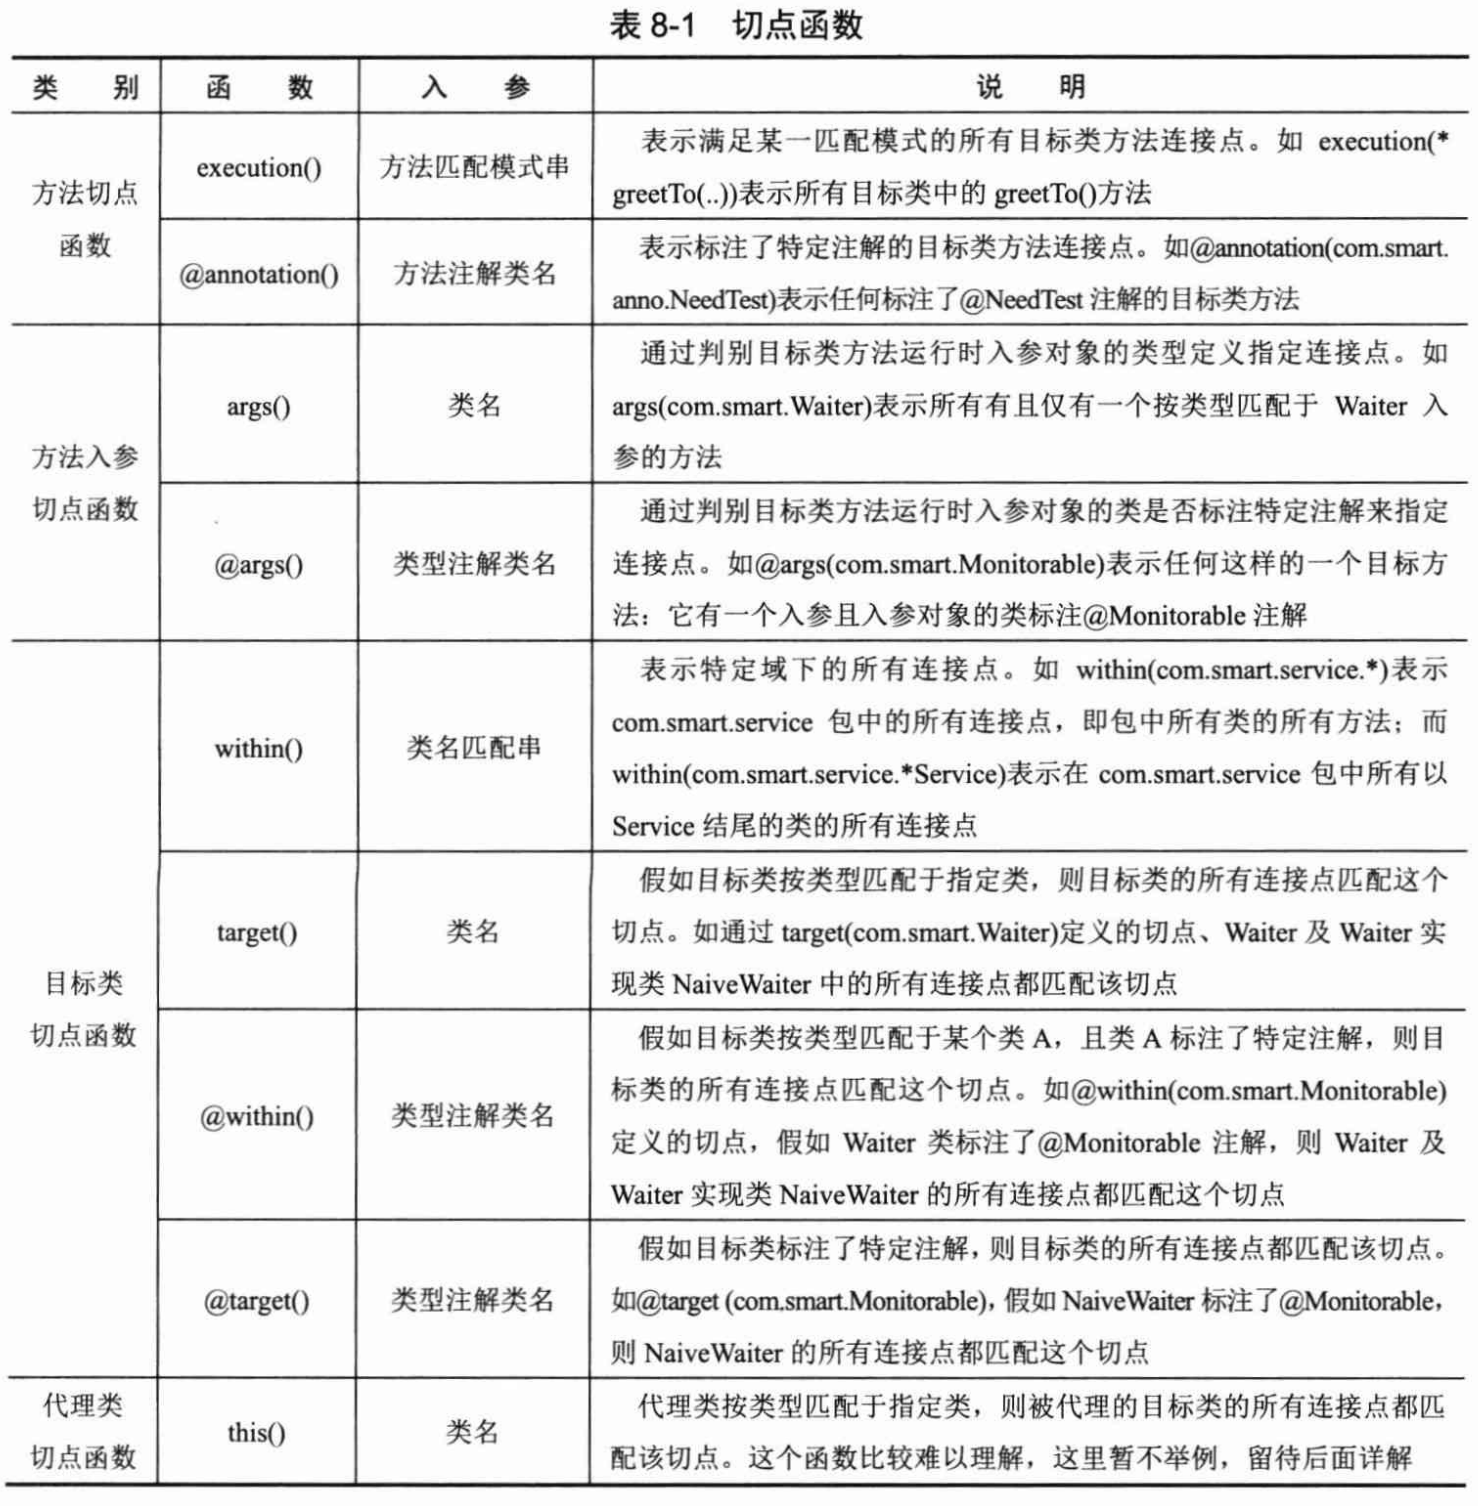 表 8-1 切点函数
类 别 函 数 入 参 说 明
方法切点
函数
execution() 方法匹配模式串
表示满足某一匹配模式的所有目标类方法连接点。如 execution(*
greetTo(..))表示所有目标类中的 greetTo()方法
@annotation() 方法注解类名
表示标注了特定注解的目标类方法连接点。如@annotation(com.smart.
anno.NeedTest)表示任何标注了@NeedTest 注解的目标类方法
方法入参
切点函数
args() 类名
通过判别目标类方法运行时入参对象的类型定义指定连接点。如
args(com.smart.Waiter)表示所有有且仅有一个按类型匹配于 Waiter 入
参的方法
@args() 类型注解类名
通过判别目标类方法运行时入参对象的类是否标注特定注解来指定
连接点。如@args(com.smart.Monitorable)表示任何这样的一个目标方
法：它有一个入参且入参对象的类标注@Monitorable 注解
目标类
切点函数
within() 类名匹配串
表示特定域下的所有连接点。如 within(com.smart.service.*)表示
com.smart.service 包中的所有连接点，即包中所有类的所有方法；而
within(com.smart.service.*Service)表示在 com.smart.service 包中所有以
Service 结尾的类的所有连接点
target() 类名
假如目标类按类型匹配于指定类，则目标类的所有连接点匹配这个
切点。如通过 target(com.smart.Waiter)定义的切点、Waiter 及 Waiter 实
现类 NaiveWaiter 中的所有连接点都匹配该切点
@within() 类型注解类名
假如目标类按类型匹配于某个类 A，且类 A 标注了特定注解，则目
标类的所有连接点匹配这个切点。如@within(com.smart.Monitorable)
定义的切点，假如 Waiter 类标注了@Monitorable 注解，则 Waiter 及
Waiter 实现类 NaiveWaiter 的所有连接点都匹配这个切点
@target() 类型注解类名
假如目标类标注了特定注解，则目标类的所有连接点都匹配该切点。
如@target (com.smart.Monitorable)，假如 NaiveWaiter 标注了@Monitorable，
则 NaiveWaiter 的所有连接点都匹配这个切点
代理类
切点函数
this() 类名
代理类按类型匹配于指定类，则被代理的目标类的所有连接点都匹
配该切点。这个函数比较难以理解，这里暂不举例，留待后面详解